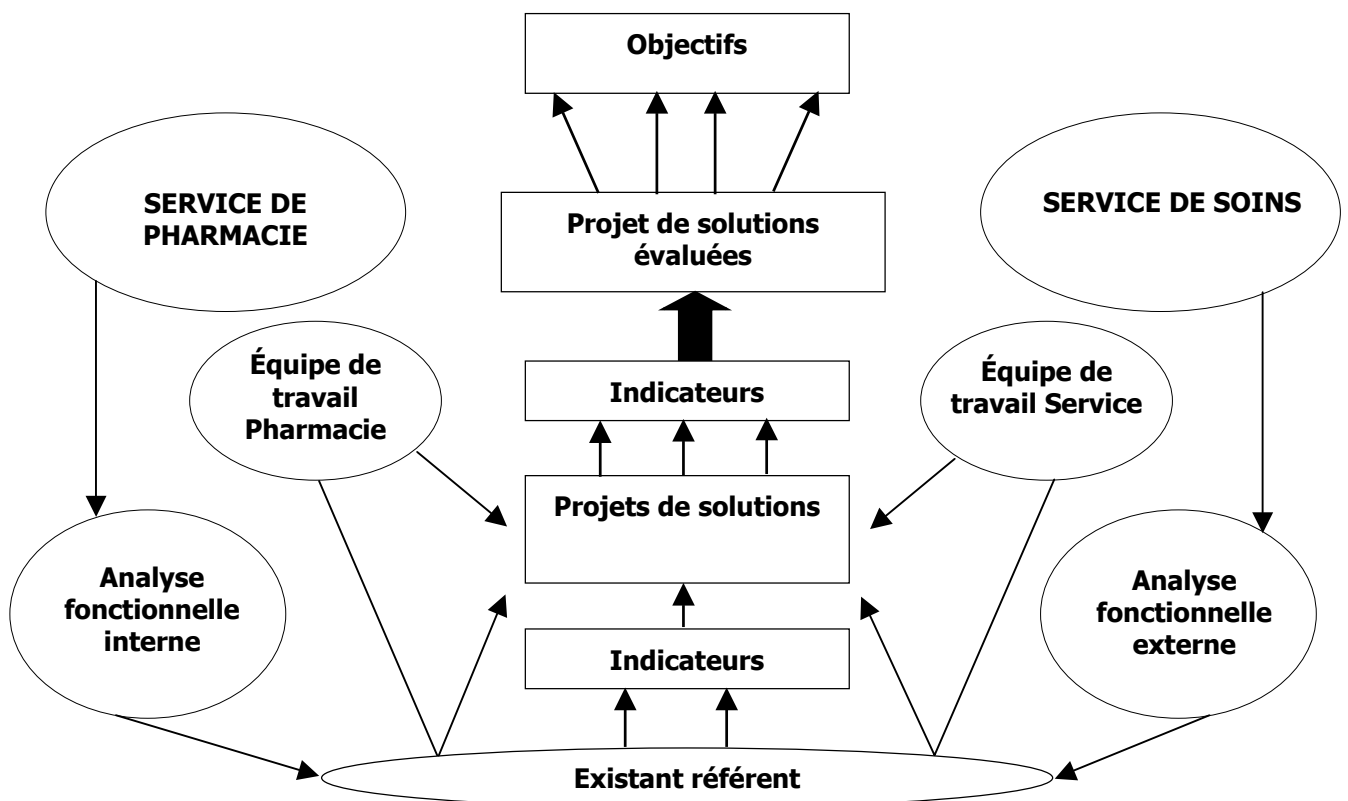 Objectifs
SERVICE DE
PHARMACIE
Projet de solutions
évaluées
SERVICE DE SOINS
Équipe de
travail
Pharmacie
Indicateurs
Équipe de
travail Service
Projets de solutions
Analyse
fonctionnelle
interne
Indicateurs
Analyse
fonctionnelle
externe
Existant référent